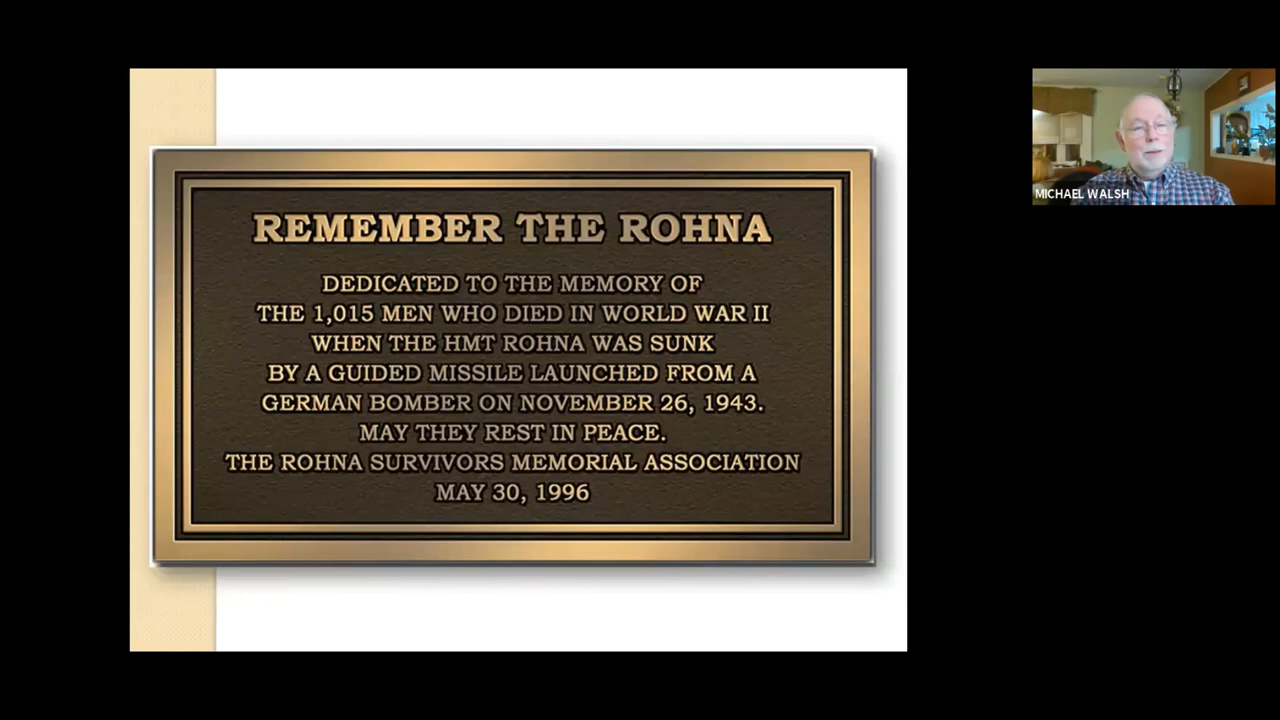 REMEMBER THE ROHNA
DEDICATED TO THE MEMORY OF
THE 1,015 MEN WHO DIED IN WORLD WAR II
WHEN THE HMT ROHNA WAS SUNK
BY A GUIDED MISSILE LAUNCHED FROM A
GERMAN BOMBER ON NOVEMBER 26, 1943.
MAY THEY REST IN PEACE.
THE ROHNA SURVIVORS MEMORIAL ASSOCIATION
MAY 30, 1996
MICHAEL WALSH